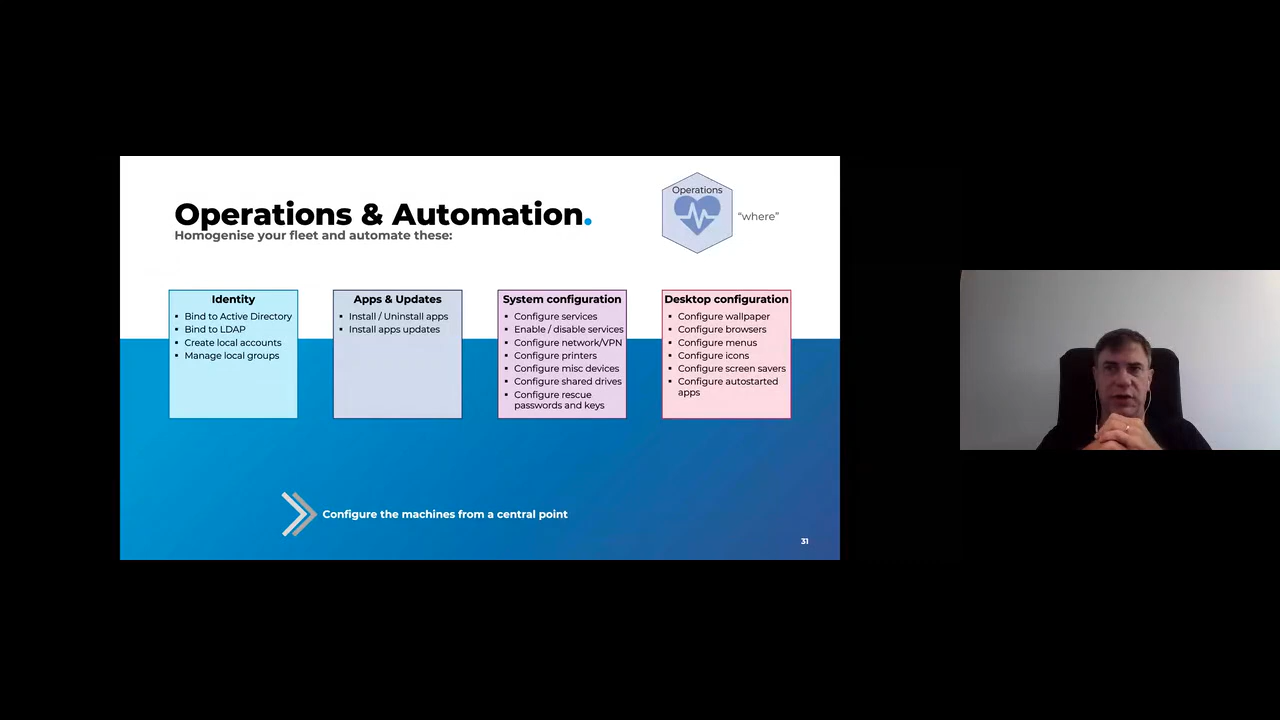 Operations & Automation.
Homogenise your fleet and automate these:
Operations
“where”
Identity
▪ Bind to Active Directory
▪ Bind to LDAP
▪ Create local accounts
▪ Manage local groups
Apps & Updates
▪ Install / Uninstall apps
▪ Install apps updates
System configuration
▪ Configure services
▪ Enable / disable services
▪ Configure network/VPN
▪ Configure printers
▪ Configure misc devices
▪ Configure shared drives
▪ Configure rescue
passwords and keys
Desktop configuration
▪ Configure wallpaper
▪ Configure browsers
▪ Configure menus
▪ Configure icons
▪ Configure screen savers
▪ Configure autostarted
apps
Configure the machines from a central point
31